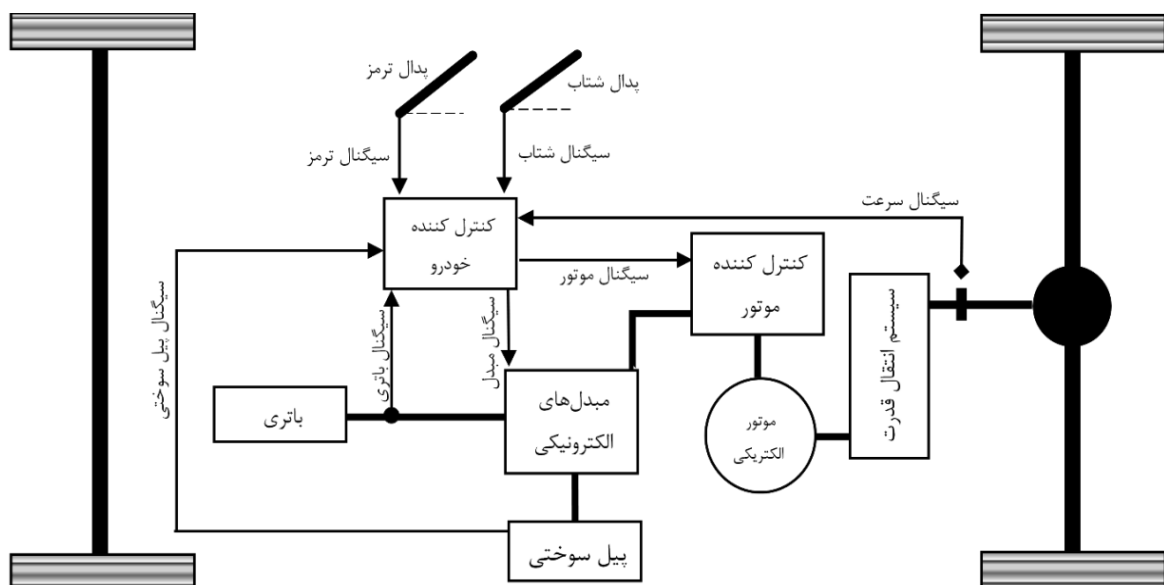 پدال ترمز
پدال شتاب
سیگنال ترمز
سیگنال شتاب
سیگنال سرعت
کنترل کننده
خودرو
سیگنال موتور
کنترل کننده
موتور
سیگنال پیل سوختی
سیگنال باتری
سیگنال مبدل
سیستم انتقال قدرت
باتری
مبدل‌های
الکترونیکی
موتور
الکتریکی
پیل سوختی